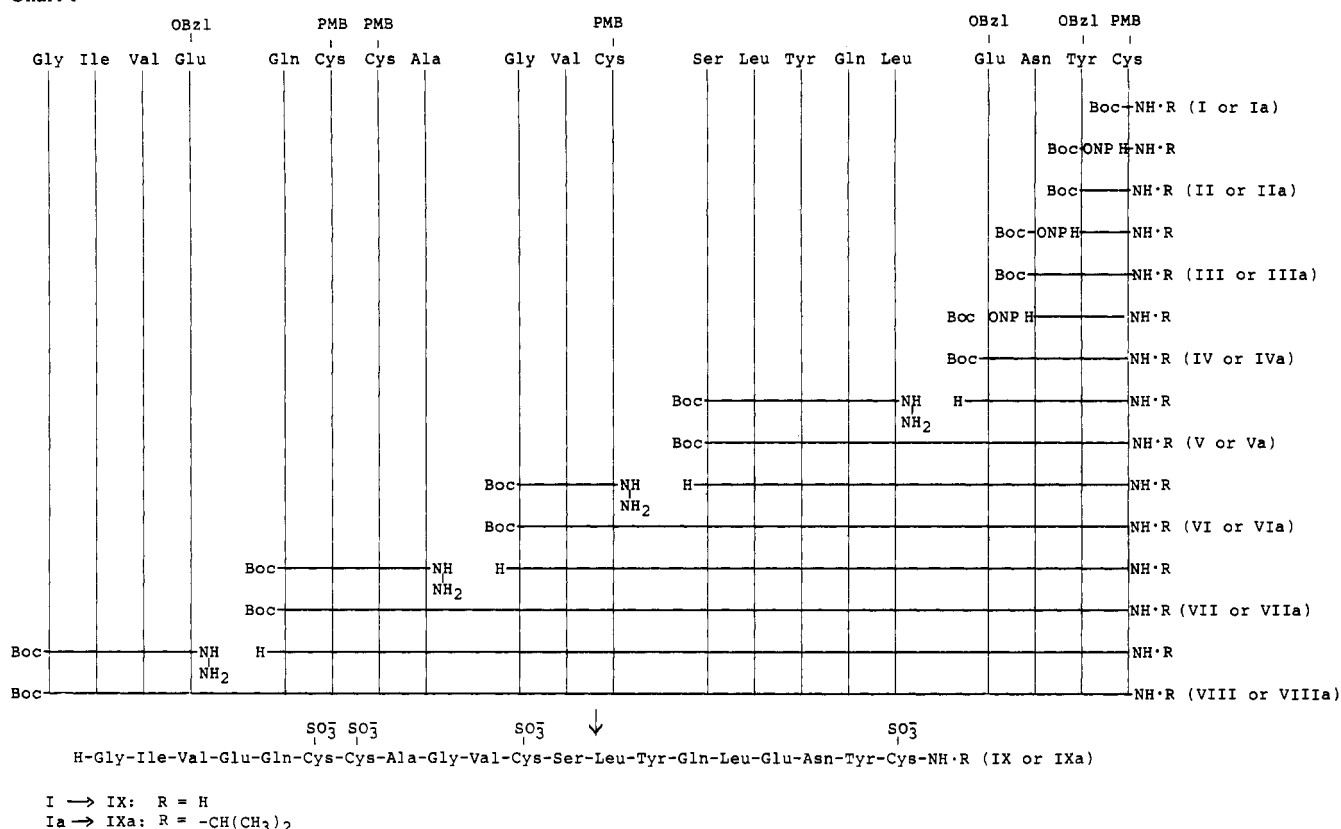 OBzl PMB PMB PMB OBzl OBzl PMB
Gly Ile Val Glu Gln Cys Cys Ala Gly Val Cys Ser Leu Tyr Gln Leu Glu Asn Tyr Cys
Boc NH·R (I or Ia)
Boc ONP H NH·R
Boc NH·R (II or IIa)
Boc ONP H NH·R
Boc NH·R (III or IIIa)
Boc ONP H NH·R
Boc NH·R (IV or IVa)
Boc NH H NH·R
NH2
Boc NH·R (V or Va)
Boc NH H NH·R
NH2
Boc NH·R (VI or VIa)
Boc NH H NH·R
NH2
Boc NH·R (VII or VIIa)
Boc NH H NH·R
NH2
Boc NH·R (VIII or VIIIa)
SO3- SO3- SO3- ↓ SO3-
H-Gly-Ile-Val-Glu-Gln-Cys-Cys-Ala-Gly-Val-Cys-Ser-Leu-Tyr-Gln-Leu-Glu-Asn-Tyr-Cys-NH·R (IX or IXa)
I → IX: R = H
Ia → IXa: R = -CH(CH3)2